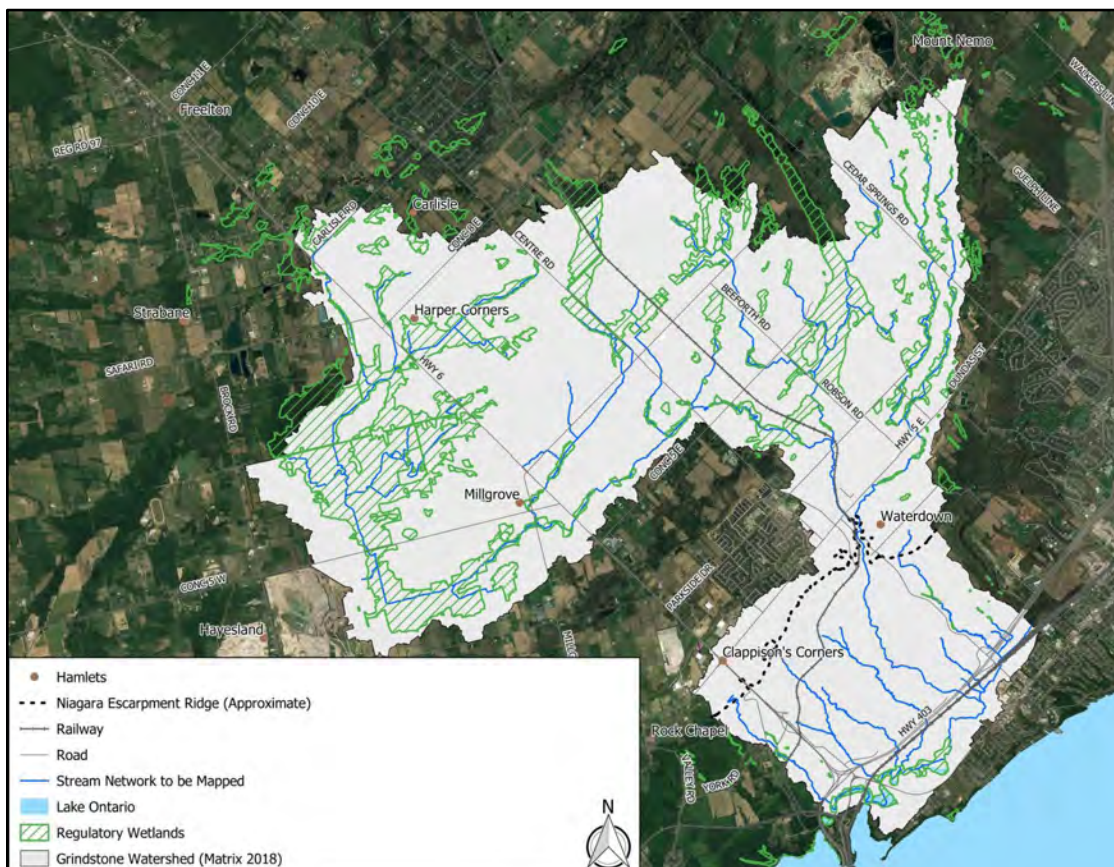 Mount Nemo
CONC-11 E
WALKERS LI
Freelton
CONC-10 E
REG RD 97
CEDAR SPRINGS RD
GUELPH LINE
CARLISLE RD
Carlisle
CENTRE RD
Strabane
Harper Corners
BEEFORTH RD
SAFARI RD
HWY 6
DUNDAS ST
BROCK RD
ROBSON RD
HWY 5 E
CONC-5 E
Millgrove
Waterdown
CONC-5 W
PARKSIDE DR
Hayesland
Clappison's Corners
Rock Chapel
HWY 403
VALLEY RD
YORK RD
Hamlets
Niagara Escarpment Ridge (Approximate)
Railway
Road
Stream Network to be Mapped
Lake Ontario
Regulatory Wetlands
Grindstone Watershed (Matrix 2018)
N